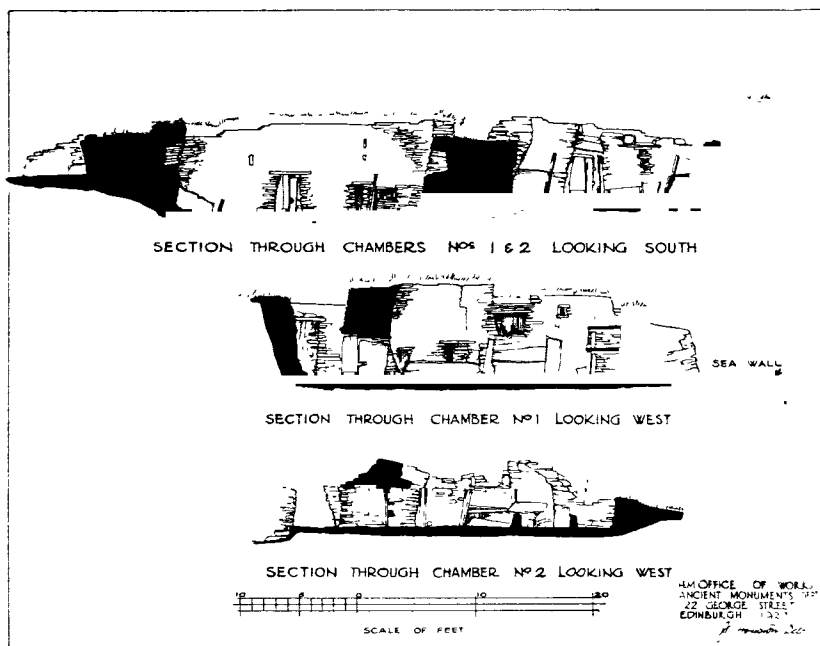 SECTION THROUGH CHAMBERS Nos 1 & 2 LOOKING SOUTH
SEA WALL
SECTION THROUGH CHAMBER No 1 LOOKING WEST
SECTION THROUGH CHAMBER No 2 LOOKING WEST
10 5 0 10 20
SCALE OF FEET
H.M. OFFICE OF WORKS
ANCIENT MONUMENTS DEPT
22 GEORGE STREET
EDINBURGH